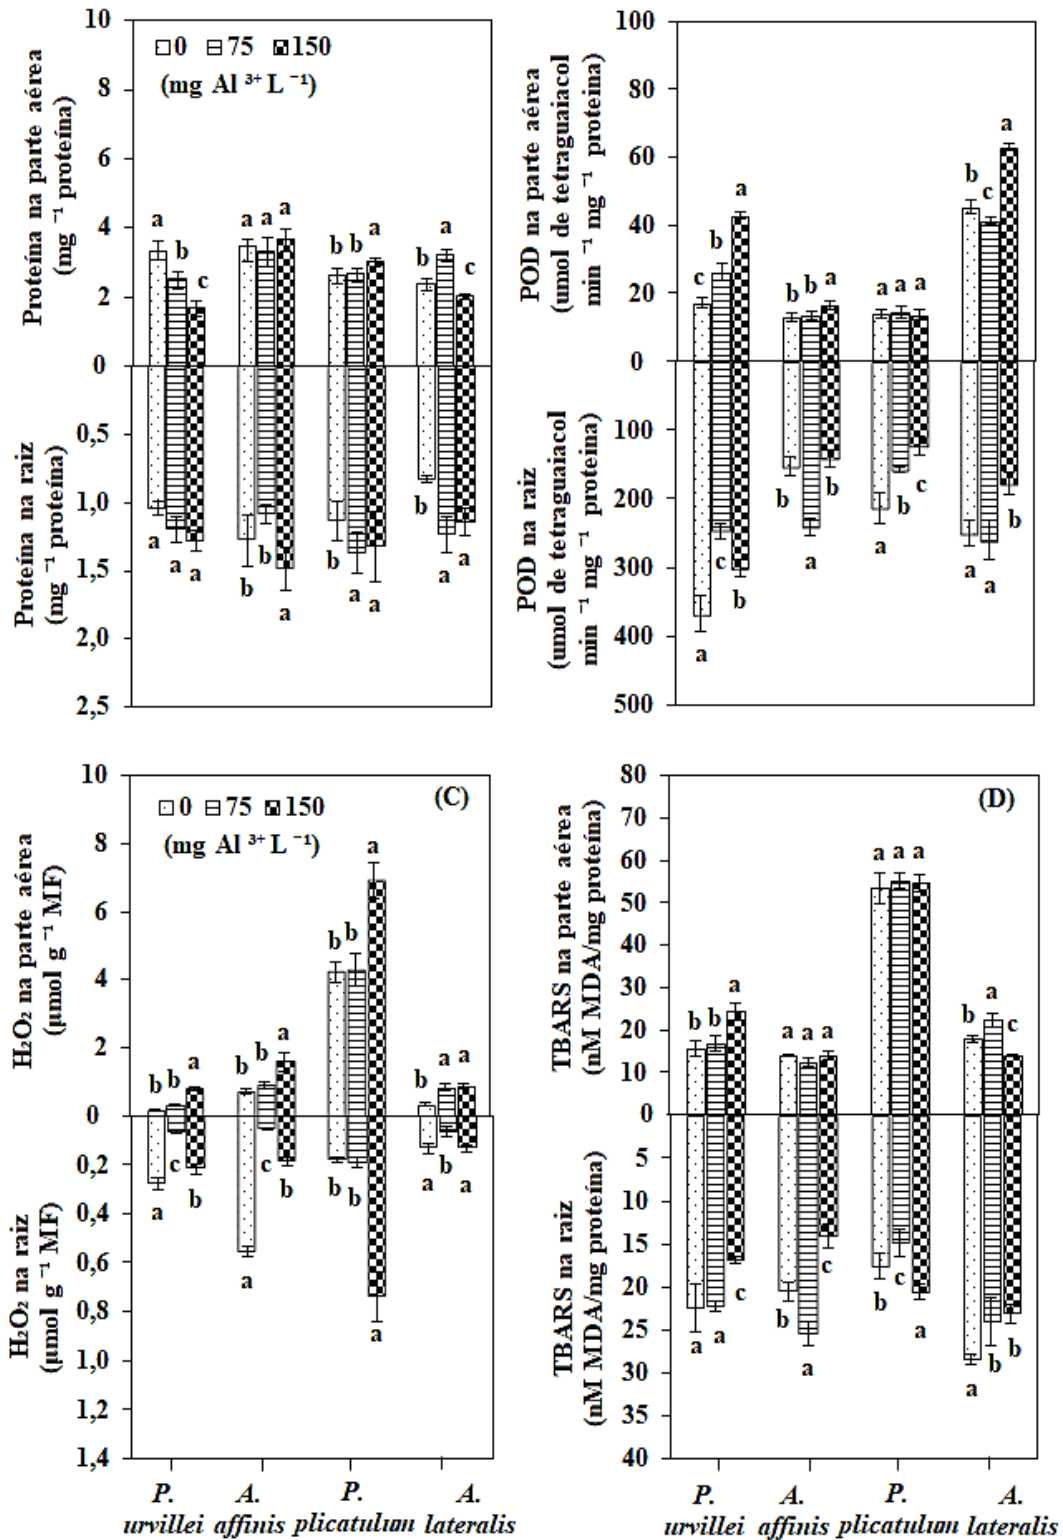 10
8
6
4
2
0
0,5
1,0
1,5
2,0
2,5
Proteína na parte aérea
(mg ⁻¹ proteína)
Proteína na raiz
(mg ⁻¹ proteína)
0 75 150
(mg Al ³⁺ L ⁻¹)
a b c a a a b b a b a c
a a a b b a b a a b a a
100
80
60
40
20
0
100
200
300
400
500
POD na parte aérea
(umol de tetraguaiacol
min ⁻¹ mg ⁻¹ proteina)
POD na raiz
(umol de tetraguaiacol
min ⁻¹ mg ⁻¹ proteina)
c b a b b a a a a b c a
a c b b a b a b c a a b
10
8
6
4
2
0
0,2
0,4
0,6
0,8
1,0
1,2
1,4
H₂O₂ na parte aérea
(µmol g ⁻¹ MF)
H₂O₂ na raiz
(µmol g ⁻¹ MF)
0 75 150
(mg Al ³⁺ L ⁻¹)
(C)
b b a b b a b b a b a a
a c b a c b b b a a b a
P. urvillei
A. affinis
P. plicatulum
A. lateralis
80
70
60
50
40
30
20
10
0
5
10
15
20
25
30
35
40
TBARS na parte aérea
(nM MDA/mg proteína)
TBARS na raiz
(nM MDA/mg proteína)
(D)
b b a a a a a a a b a c
a a c b a c b c a a b b
P. urvillei
A. affinis
P. plicatulum
A. lateralis